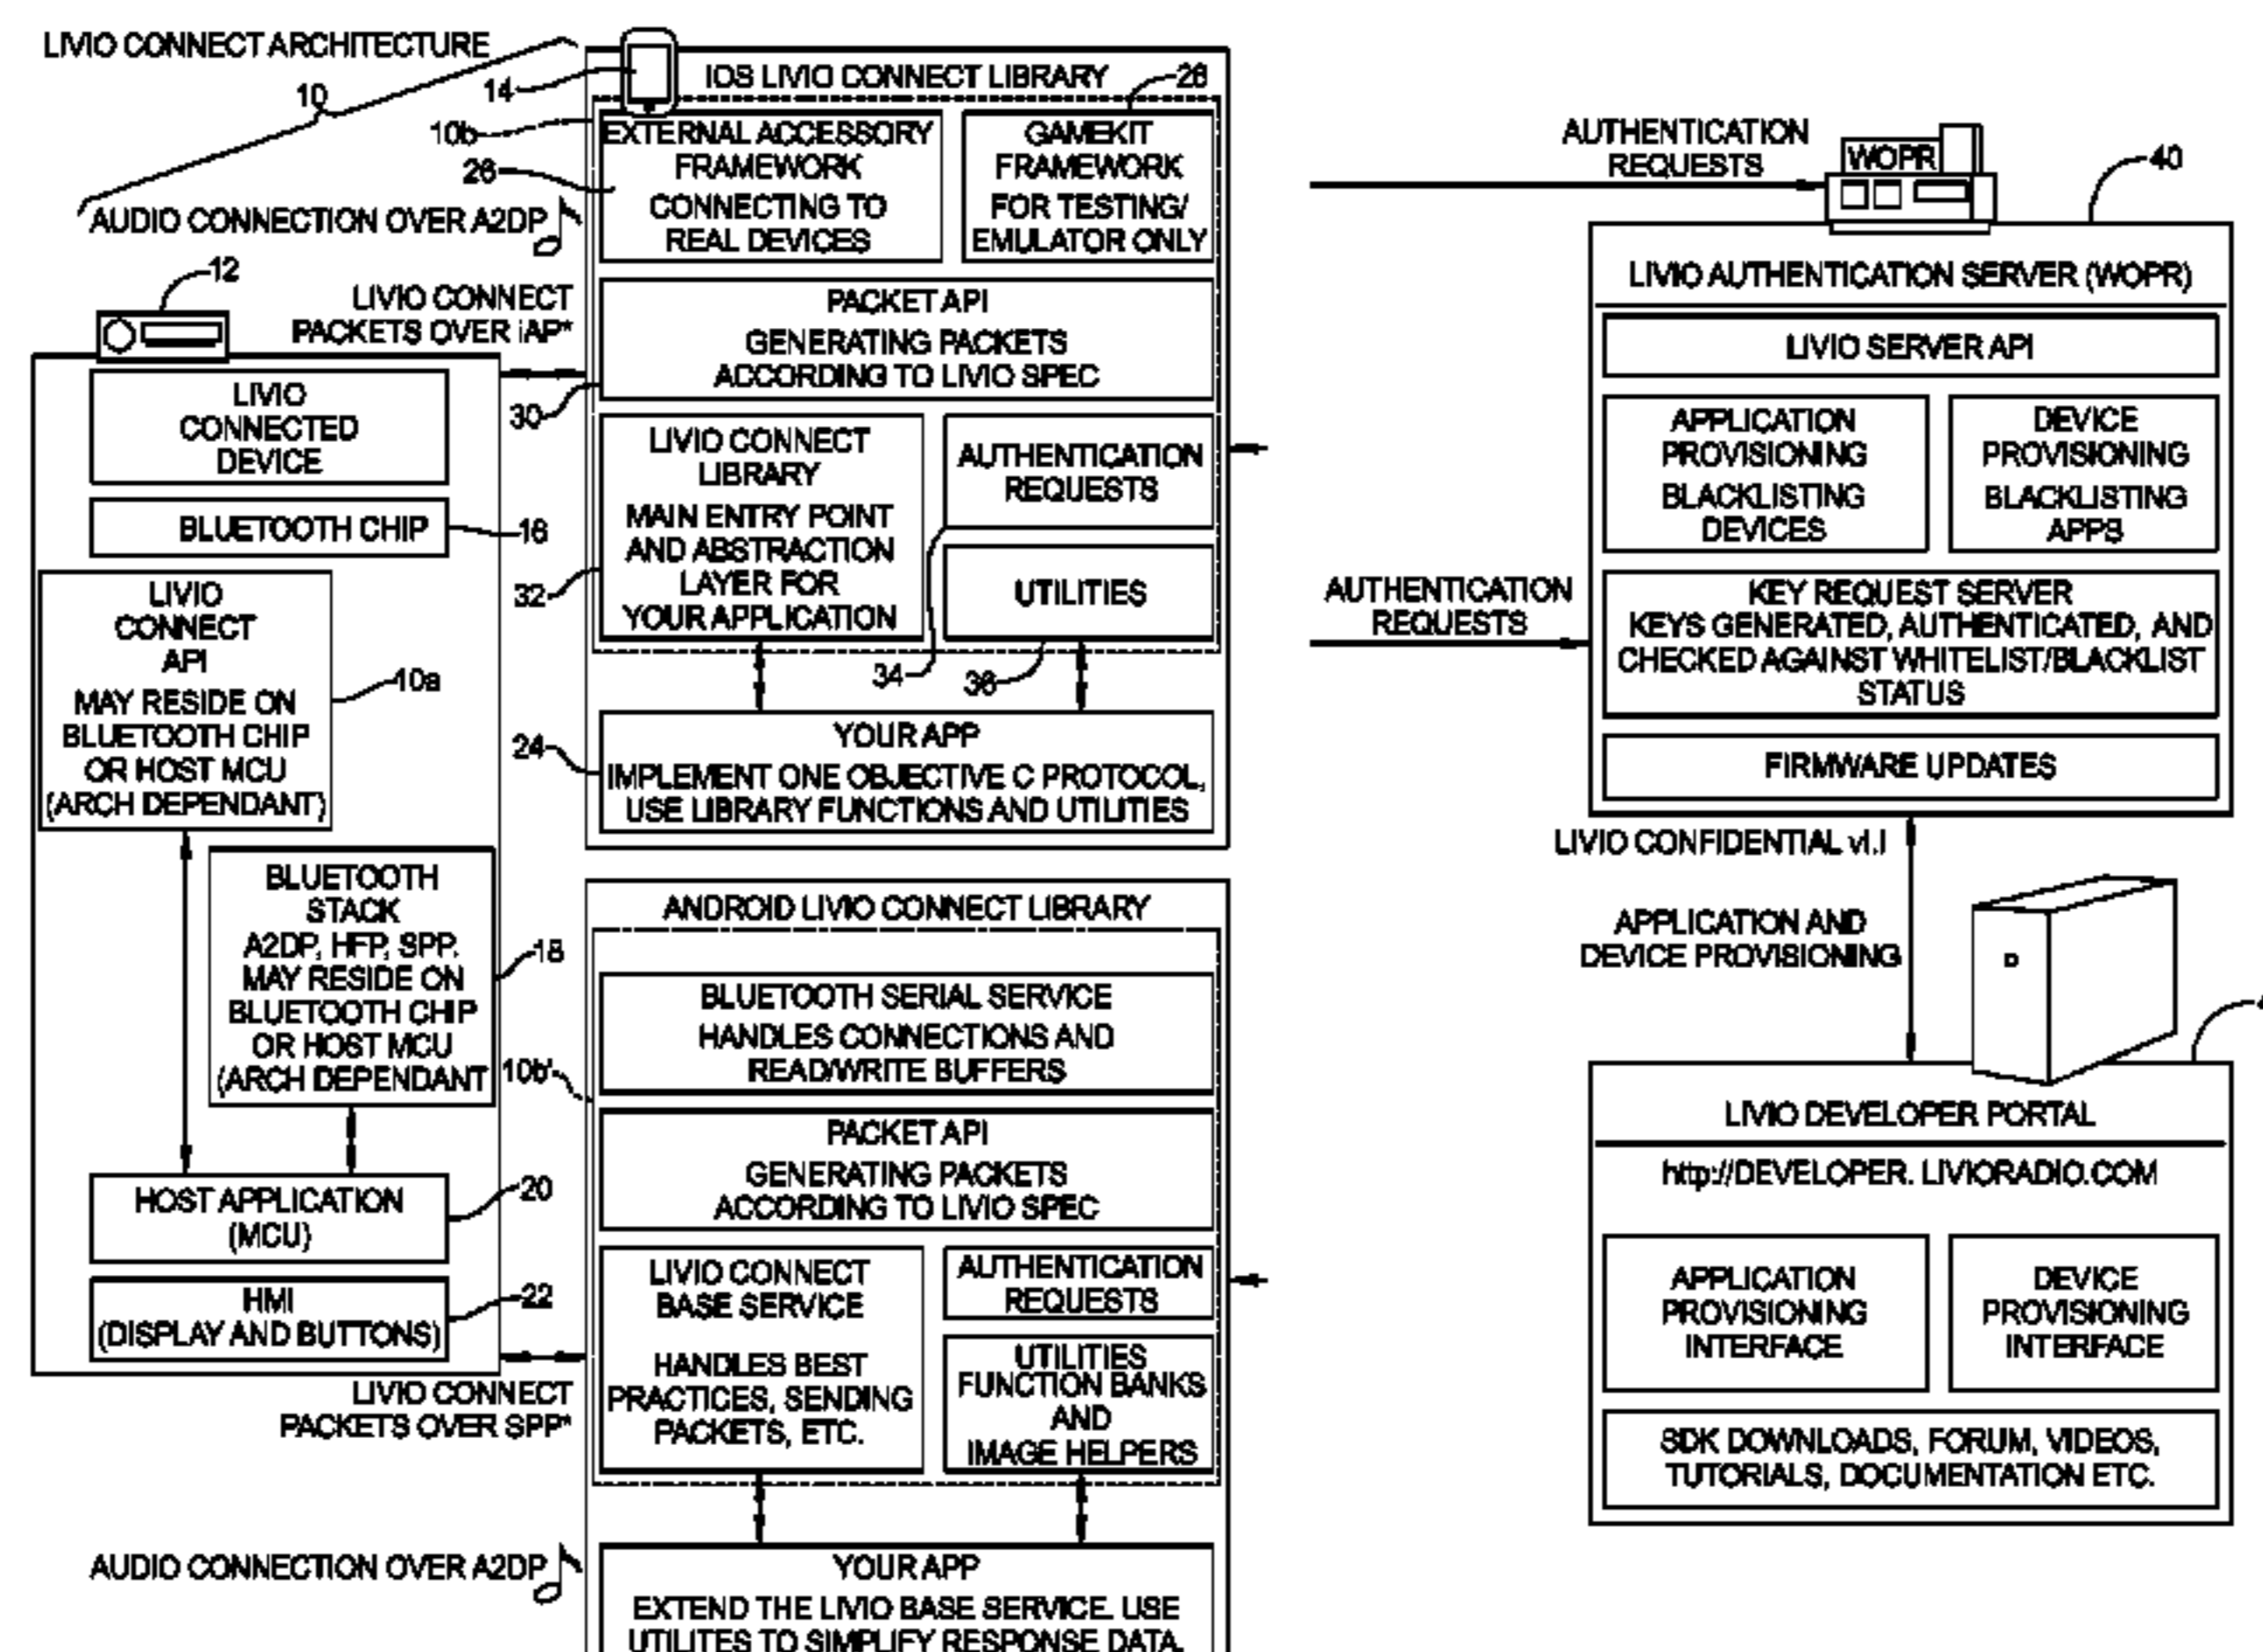 LIVIO CONNECT ARCHITECTURE
10
AUDIO CONNECTION OVER A2DP
12
LIVIO CONNECT
PACKETS OVER iAP*
LIVIO
CONNECTED
DEVICE
BLUETOOTH CHIP
16
LIVIO
CONNECT
API
MAY RESIDE ON
BLUETOOTH CHIP
OR HOST MCU
(ARCH DEPENDANT)
10a
BLUETOOTH
STACK
A2DP, HFP, SPP.
MAY RESIDE ON
BLUETOOTH CHIP
OR HOST MCU
(ARCH DEPENDANT
18
HOST APPLICATION
(MCU)
20
HMI
(DISPLAY AND BUTTONS)
22
LIVIO CONNECT
PACKETS OVER SPP*
AUDIO CONNECTION OVER A2DP
14
IOS LIVIO CONNECT LIBRARY
28
10b
EXTERNAL ACCESSORY
FRAMEWORK
CONNECTING TO
REAL DEVICES
26
GAMEKIT
FRAMEWORK
FOR TESTING/
EMULATOR ONLY
PACKET API
GENERATING PACKETS
ACCORDING TO LIVIO SPEC
30
LIVIO CONNECT
LIBRARY
MAIN ENTRY POINT
AND ABSTRACTION
LAYER FOR
YOUR APPLICATION
32
AUTHENTICATION
REQUESTS
34
UTILITIES
36
24
YOUR APP
IMPLEMENT ONE OBJECTIVE C PROTOCOL,
USE LIBRARY FUNCTIONS AND UTILITIES
ANDROID LIVIO CONNECT LIBRARY
BLUETOOTH SERIAL SERVICE
HANDLES CONNECTIONS AND
READ/WRITE BUFFERS
10b'
PACKET API
GENERATING PACKETS
ACCORDING TO LIVIO SPEC
LIVIO CONNECT
BASE SERVICE
HANDLES BEST
PRACTICES, SENDING
PACKETS, ETC.
AUTHENTICATION
REQUESTS
UTILITIES
FUNCTION BANKS
AND
IMAGE HELPERS
YOUR APP
EXTEND THE LIVIO BASE SERVICE. USE
UTILITES TO SIMPLIFY RESPONSE DATA.
AUTHENTICATION
REQUESTS
WOPR
40
LIVIO AUTHENTICATION SERVER (WOPR)
LIVIO SERVER API
APPLICATION
PROVISIONING
BLACKLISTING
DEVICES
DEVICE
PROVISIONING
BLACKLISTING
APPS
AUTHENTICATION
REQUESTS
KEY REQUEST SERVER
KEYS GENERATED, AUTHENTICATED, AND
CHECKED AGAINST WHITELIST/BLACKLIST
STATUS
FIRMWARE UPDATES
LIVIO CONFIDENTIAL vl.l
APPLICATION AND
DEVICE PROVISIONING
LIVIO DEVELOPER PORTAL
http://DEVELOPER. LIVIORADIO.COM
APPLICATION
PROVISIONING
INTERFACE
DEVICE
PROVISIONING
INTERFACE
SDK DOWNLOADS, FORUM, VIDEOS,
TUTORIALS, DOCUMENTATION ETC.